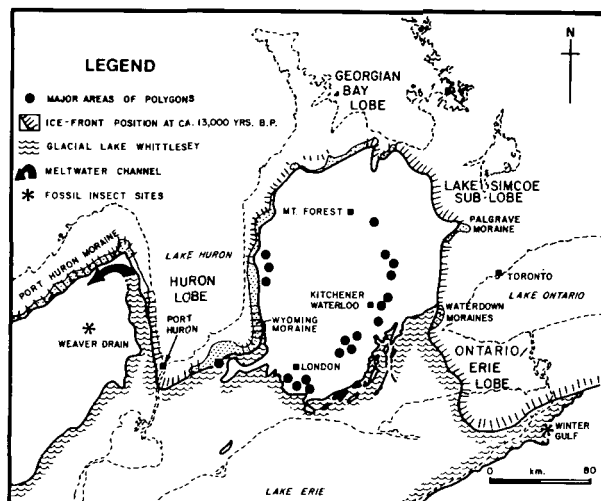 LEGEND
MAJOR AREAS OF POLYGONS
ICE-FRONT POSITION AT CA. 13,000 YRS. B.P.
GLACIAL LAKE WHITTLESEY
MELTWATER CHANNEL
FOSSIL INSECT SITES
N
GEORGIAN
BAY
LOBE
LAKE SIMCOE
SUB-LOBE
PALGRAVE
MORAINE
MT. FOREST
PORT HURON MORAINE
LAKE HURON
HURON
LOBE
PORT
HURON
WEAVER DRAIN
WYOMING
MORAINE
KITCHENER
WATERLOO
TORONTO
LAKE ONTARIO
WATERDOWN
MORAINES
LONDON
ONTARIO/
ERIE
LOBE
WINTER
GULF
LAKE ERIE
0 km. 80